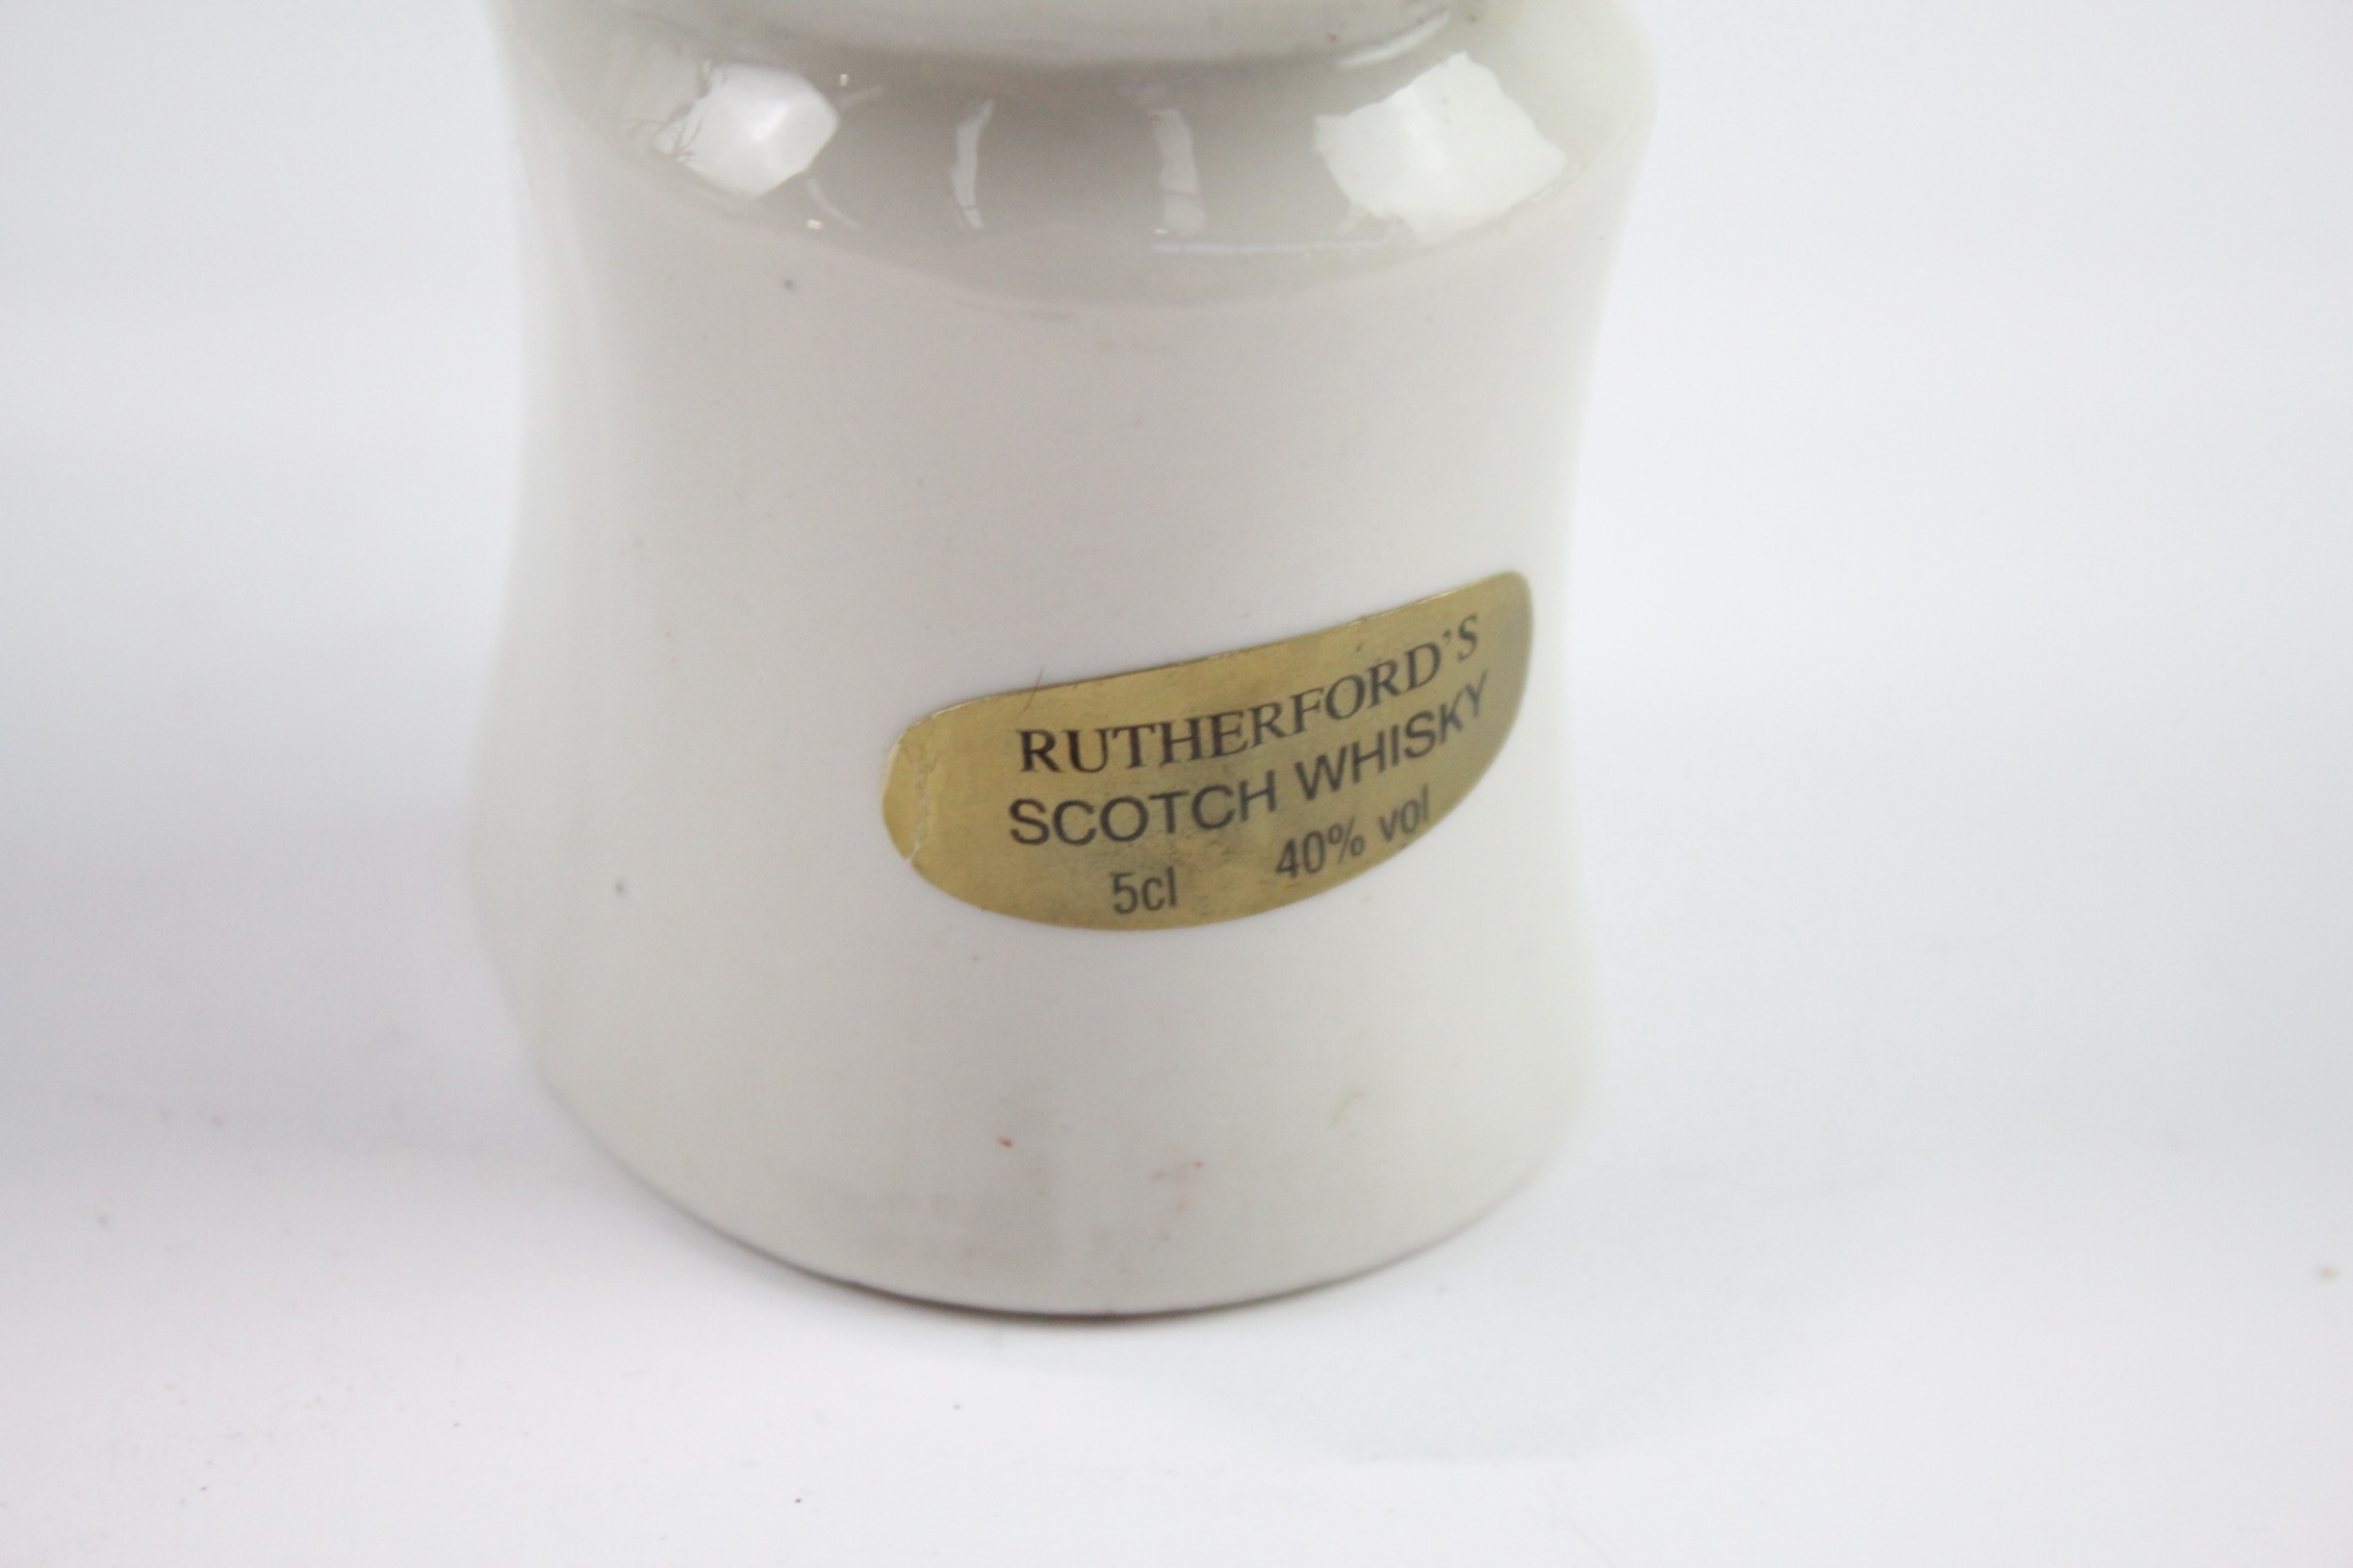 RUTHERFORD'S
SCOTCH WHISKY
5cl 40% vol